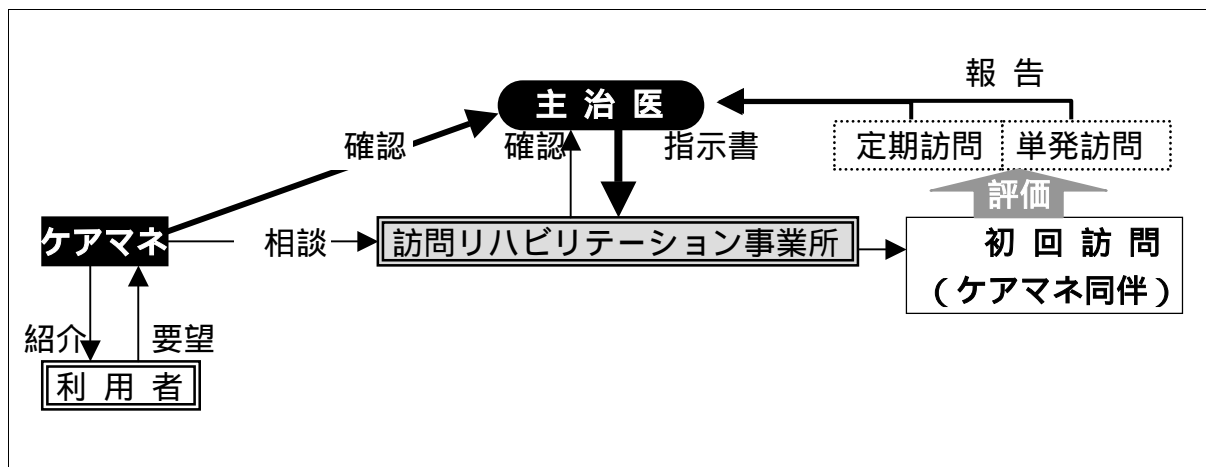 報 告
主 治 医
定期訪問 単発訪問
確認 確認 指示書
評価
ケアマネ 相談 訪問リハビリテーション事業所 初 回 訪 問
（ケアマネ同伴）
紹介 要望
利 用 者